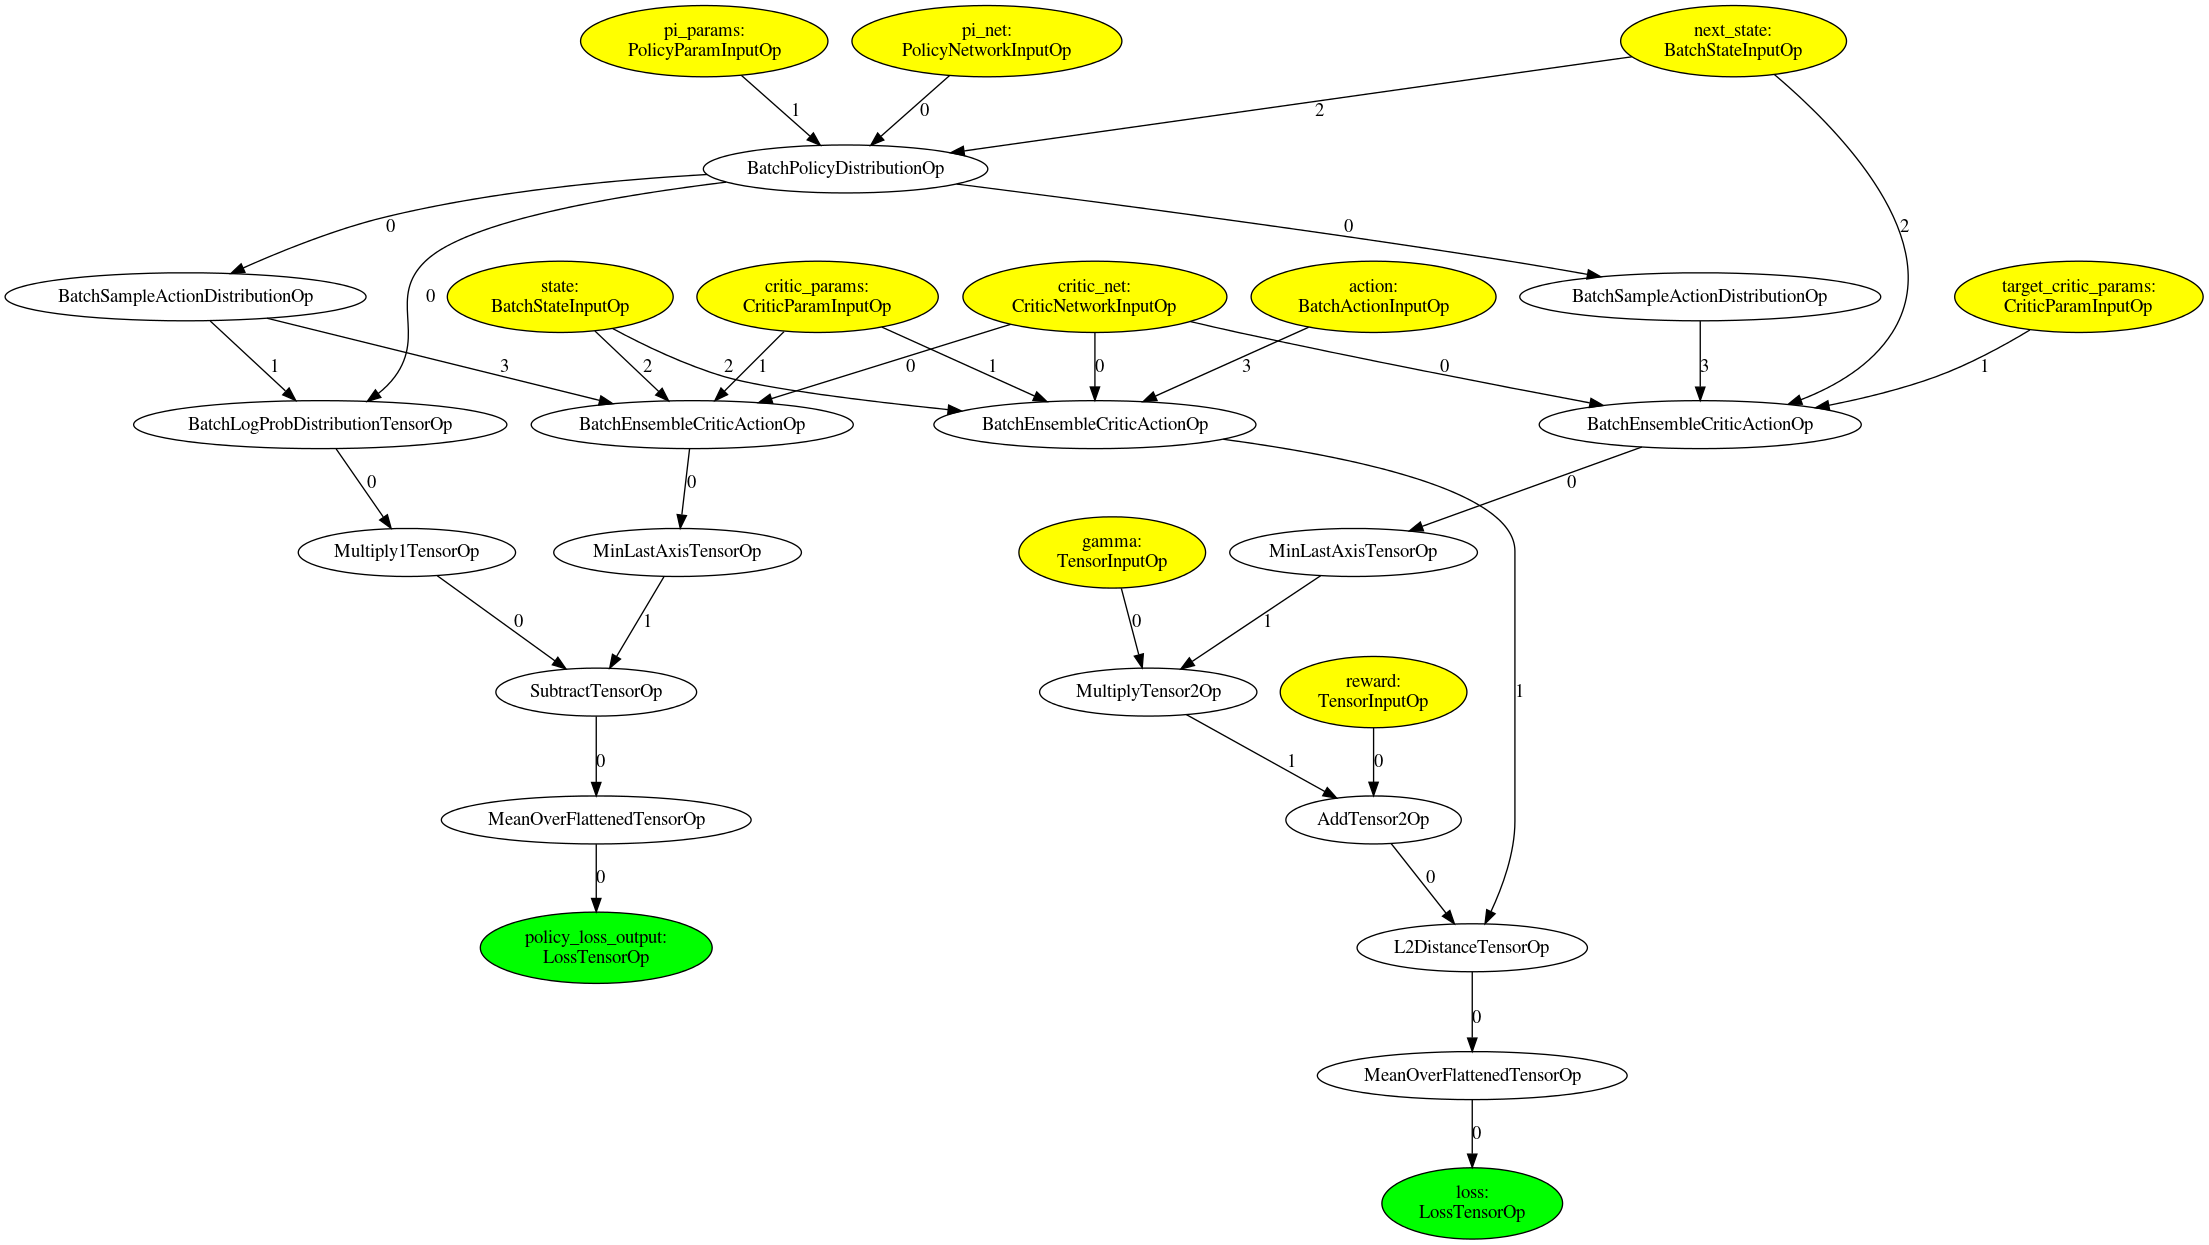 pi_params:
PolicyParamInputOp
pi_net:
PolicyNetworkInputOp
next_state:
BatchStateInputOp
1
0
2
BatchPolicyDistributionOp
0
0
2
BatchSampleActionDistributionOp
0
state:
BatchStateInputOp
critic_params:
CriticParamInputOp
critic_net:
CriticNetworkInputOp
action:
BatchActionInputOp
BatchSampleActionDistributionOp
target_critic_params:
CriticParamInputOp
1
3
2
2
1
0
1
0
3
0
3
1
BatchLogProbDistributionTensorOp
BatchEnsembleCriticActionOp
BatchEnsembleCriticActionOp
BatchEnsembleCriticActionOp
0
0
0
Multiply1TensorOp
MinLastAxisTensorOp
gamma:
TensorInputOp
MinLastAxisTensorOp
0
1
0
1
SubtractTensorOp
MultiplyTensor2Op
reward:
TensorInputOp
1
0
1
0
MeanOverFlattenedTensorOp
AddTensor2Op
0
0
policy_loss_output:
LossTensorOp
L2DistanceTensorOp
0
MeanOverFlattenedTensorOp
0
loss:
LossTensorOp